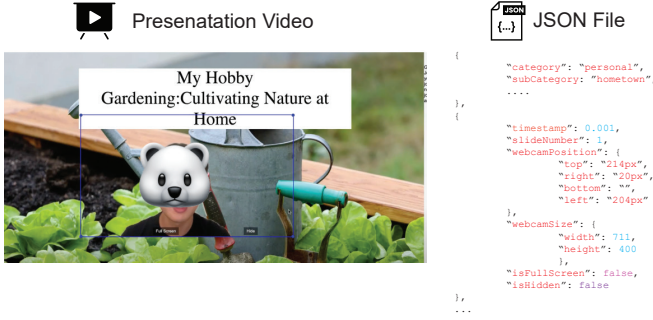 Presenatation Video
JSON
{...}
JSON File
My Hobby
Gardening:Cultivating Nature at
Home
Full Screen
Hide
{
"category": "personal",
"subCategory: "hometown"
....
},
{
"timestamp": 0.001,
"slideNumber": 1,
"webcamPosition": {
"top": "214px",
"right": "20px",
"bottom": "",
"left": "204px"
},
"webcamSize": {
"width": 711,
"height": 400
},
"isFullScreen": false,
"isHidden": false
},
...